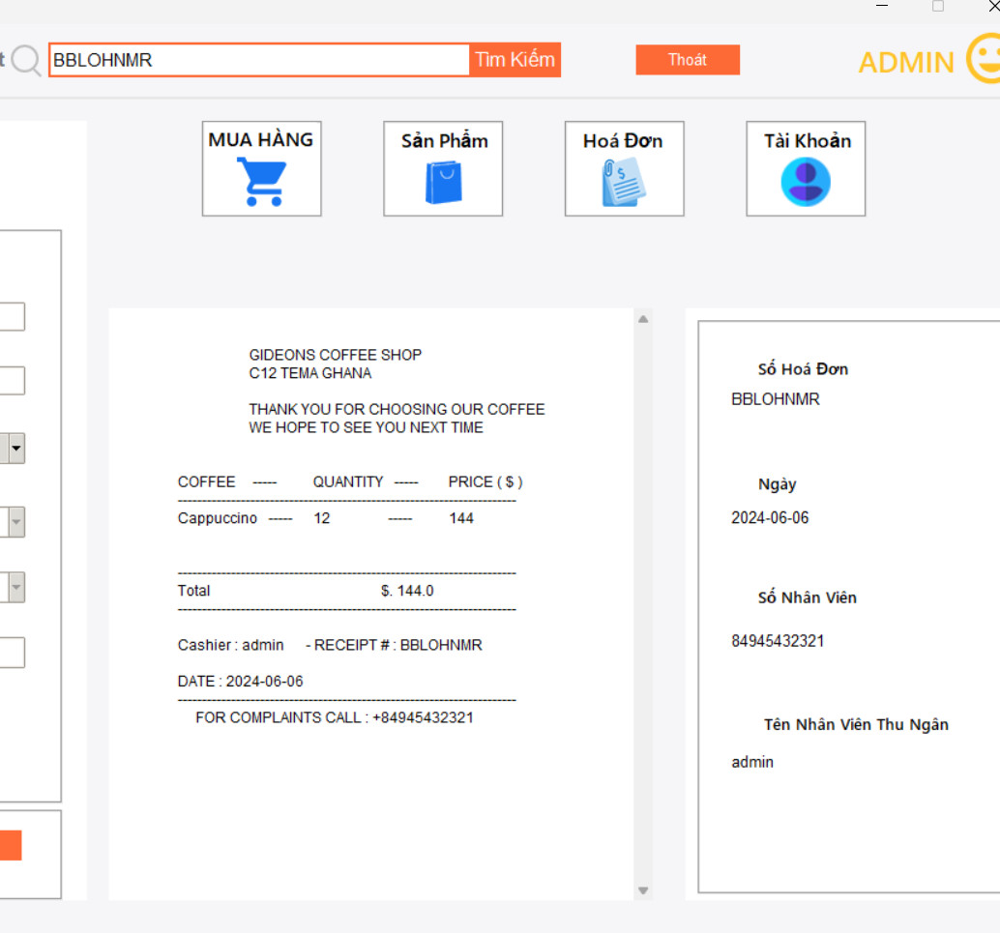 BBLOHNMR Tìm Kiếm Thoát ADMIN
MUA HÀNG Sản Phẩm Hoá Đơn Tài Khoản
GIDEONS COFFEE SHOP
C12 TEMA GHANA
THANK YOU FOR CHOOSING OUR COFFEE
WE HOPE TO SEE YOU NEXT TIME
COFFEE ----- QUANTITY ----- PRICE ( $ )
----------------------------------------------------------------------
Cappuccino ----- 12 ----- 144
----------------------------------------------------------------------
Total $. 144.0
----------------------------------------------------------------------
Cashier : admin - RECEIPT # : BBLOHNMR
DATE : 2024-06-06
----------------------------------------------------------------------
FOR COMPLAINTS CALL : +84945432321
Số Hoá Đơn
BBLOHNMR
Ngày
2024-06-06
Số Nhân Viên
84945432321
Tên Nhân Viên Thu Ngân
admin